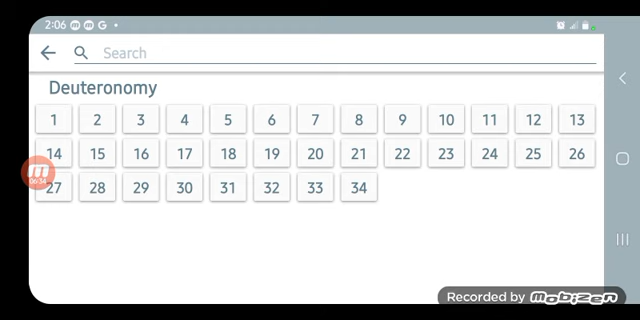 2:06 G
Search
Deuteronomy
1 2 3 4 5 6 7 8 9 10 11 12 13
14 15 16 17 18 19 20 21 22 23 24 25 26
27 28 29 30 31 32 33 34
Recorded by Mobizen